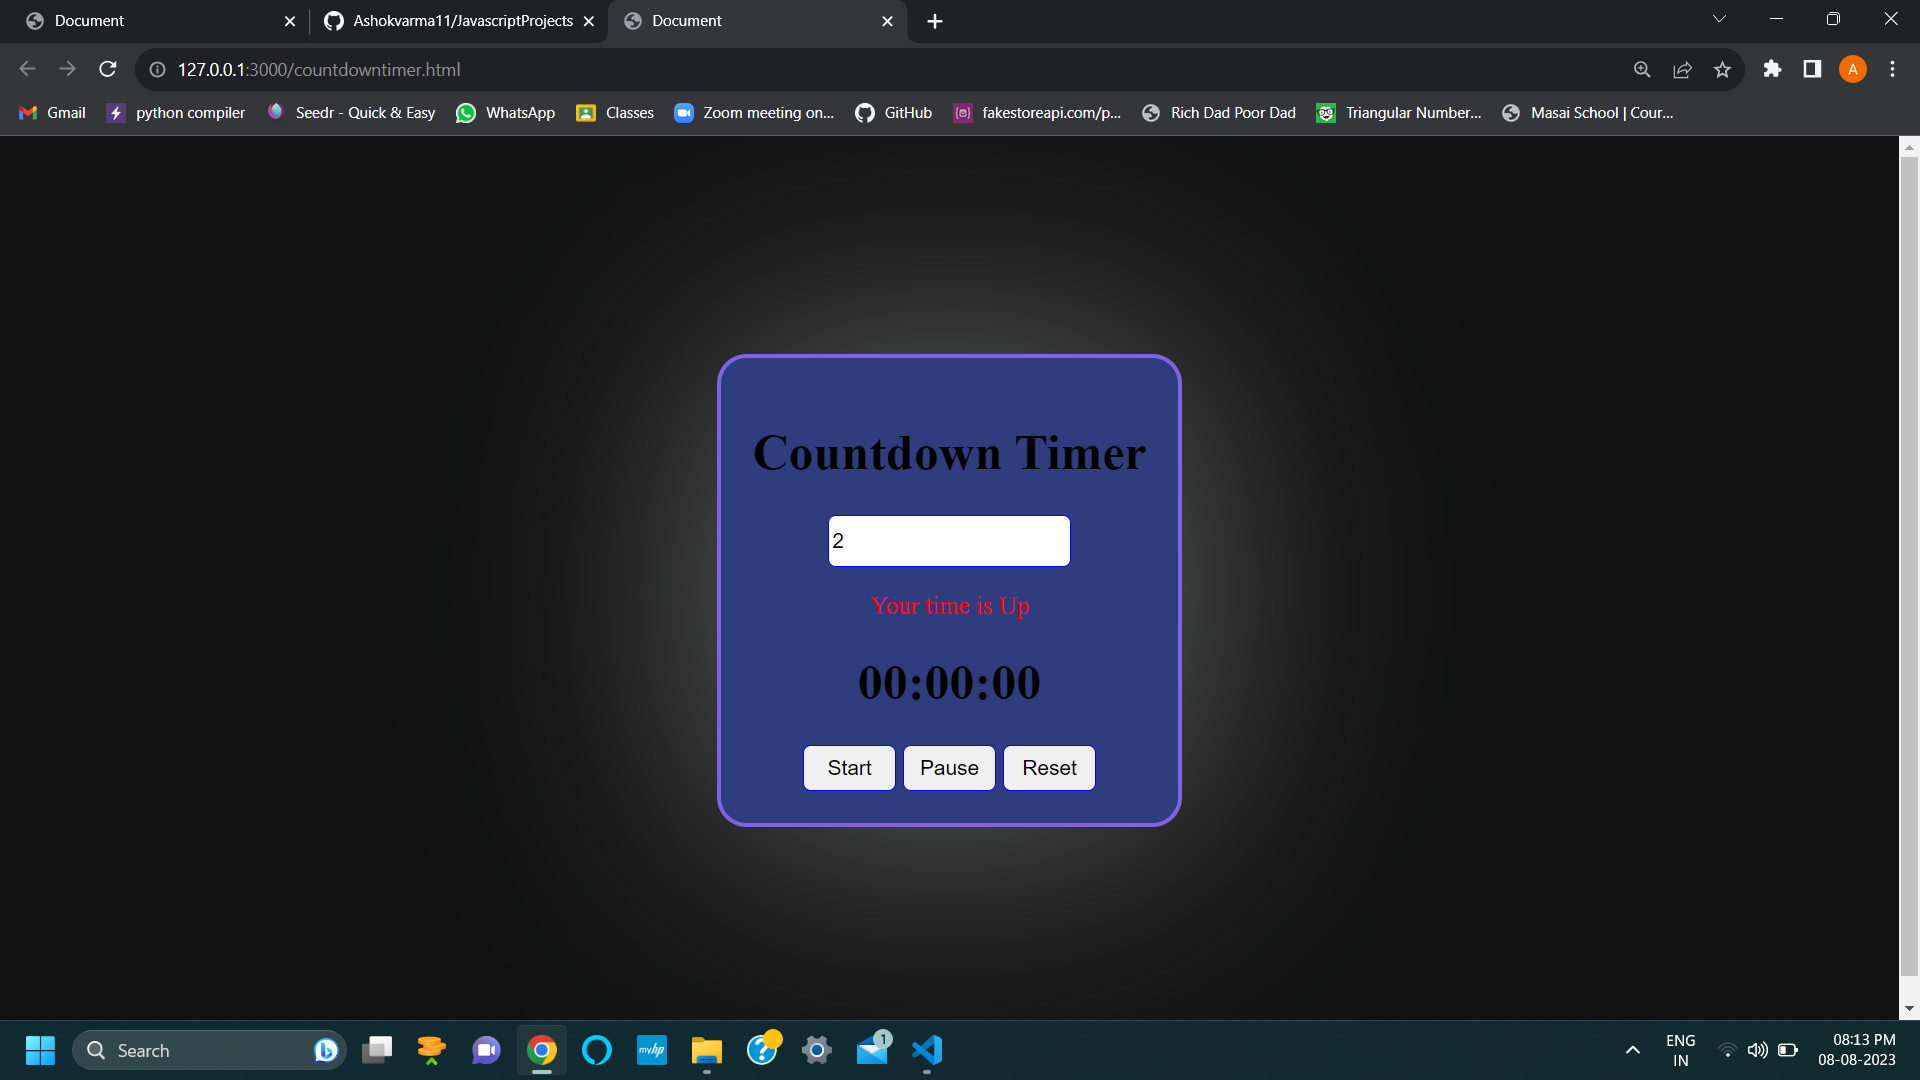 Document
Ashokvarma11/JavascriptProjects
Document
127.0.0.1:3000/countdowntimer.html
A
Gmail
python compiler
Seedr - Quick & Easy
WhatsApp
Classes
Zoom meeting on...
GitHub
fakestoreapi.com/p...
Rich Dad Poor Dad
Triangular Number...
Masai School | Cour...
Countdown Timer
2
Your time is Up
00:00:00
Start
Pause
Reset
Search
myhp
1
ENG
IN
08:13 PM
08-08-2023